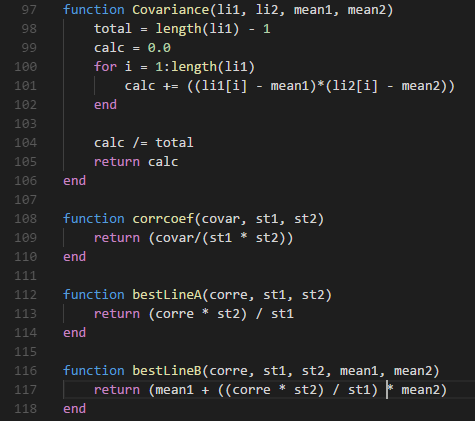 97 function Covariance(li1, li2, mean1, mean2)
98     total = length(li1) - 1
99     calc = 0.0
100     for i = 1:length(li1)
101         calc += ((li1[i] - mean1)*(li2[i] - mean2))
102     end
103
104     calc /= total
105     return calc
106 end
107
108 function corrcoef(covar, st1, st2)
109     return (covar/(st1 * st2))
110 end
111
112 function bestLineA(corre, st1, st2)
113     return (corre * st2) / st1
114 end
115
116 function bestLineB(corre, st1, st2, mean1, mean2)
117     return (mean1 + ((corre * st2) / st1) * mean2)
118 end